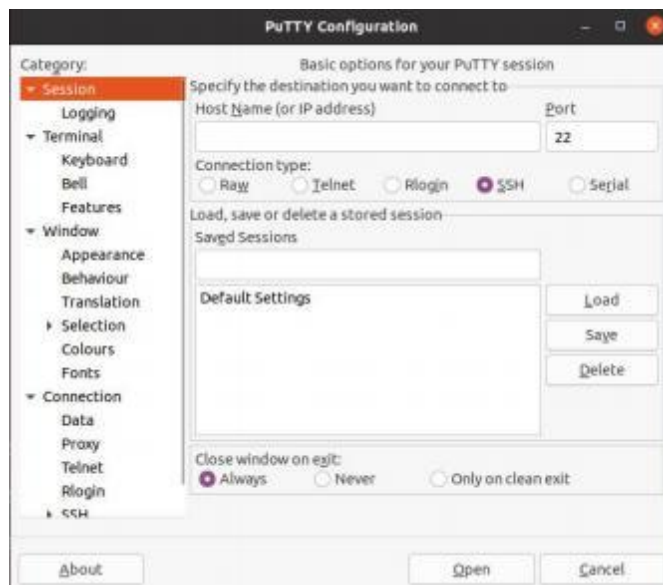 PuTTY Configuration
Category:
Session
Logging
Terminal
Keyboard
Bell
Features
Window
Appearance
Behaviour
Translation
Selection
Colours
Fonts
Connection
Data
Proxy
Telnet
Rlogin
SSH
Basic options for your PuTTY session
Specify the destination you want to connect to
Host Name (or IP address) Port
22
Connection type:
Raw Telnet Rlogin SSH Serial
Load, save or delete a stored session
Saved Sessions
Default Settings
Load
Save
Delete
Close window on exit:
Always Never Only on clean exit
About Open Cancel